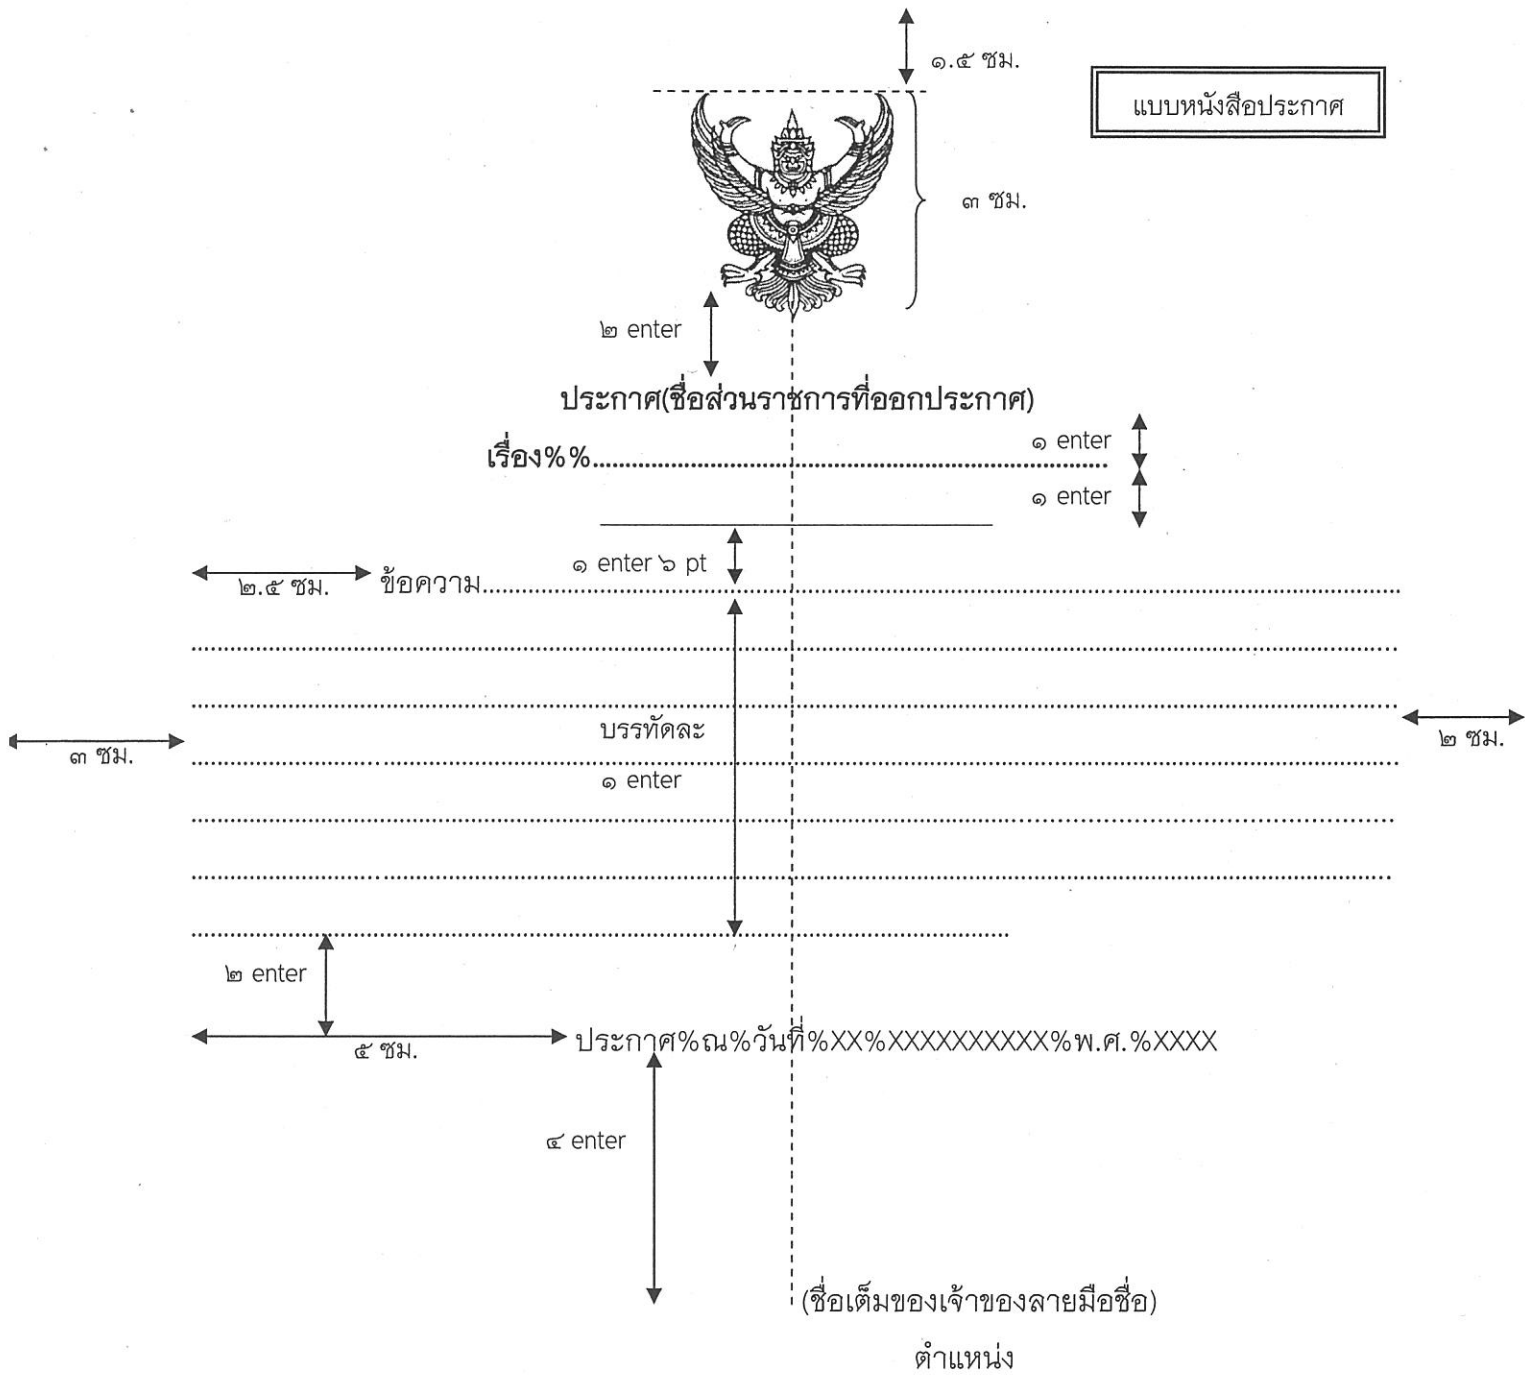 ๑.๕ ซม.
แบบหนังสือประกาศ
๓ ซม.
๒ enter
ประกาศ(ชื่อส่วนราชการที่ออกประกาศ)
๑ enter
เรื่อง%%..........................................................................................
๑ enter
๑ enter ๖ pt
๒.๕ ซม.
ข้อความ..........................................................................................
บรรทัดละ
๒ ซม.
๓ ซม.
๑ enter
๒ enter
ประกาศ%ณ%วันที่%XX%XXXXXXXXXX%พ.ศ.%XXXX
๕ ซม.
๔ enter
(ชื่อเต็มของเจ้าของลายมือชื่อ)
ตำแหน่ง